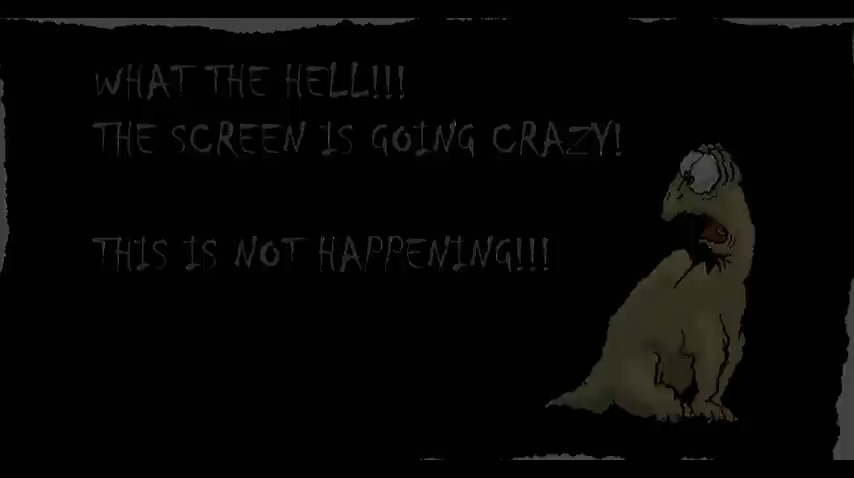 WHAT THE HELL!!!
THE SCREEN IS GOING CRAZY!
THIS IS NOT HAPPENING!!!